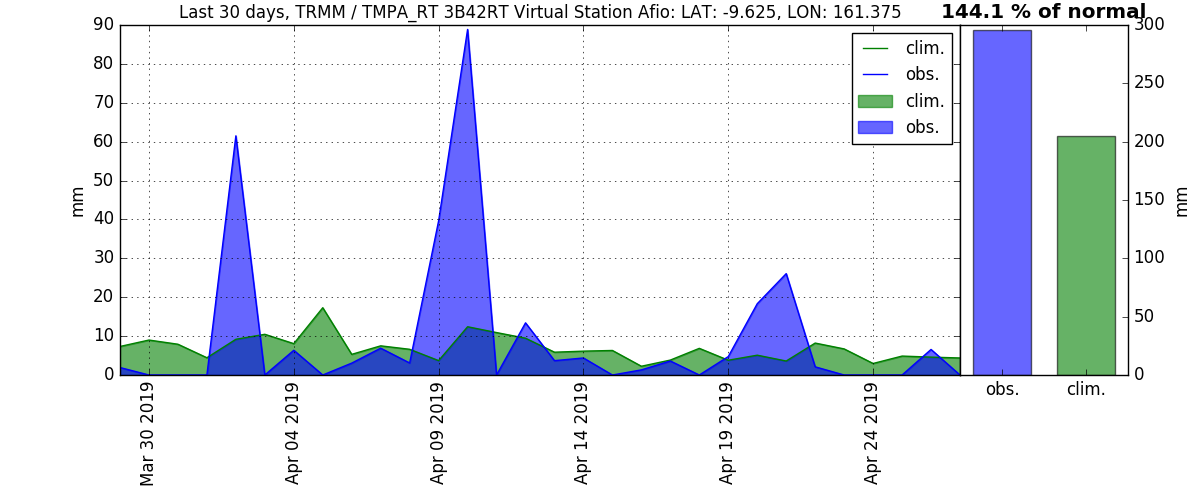 Last 30 days, TRMM / TMPA_RT 3B42RT Virtual Station Afio: LAT: -9.625, LON: 161.375
144.1 % of normal
90
80
70
60
50
40
30
20
10
0
mm
clim.
obs.
clim.
obs.
300
250
200
150
100
50
0
mm
Mar 30 2019
Apr 04 2019
Apr 09 2019
Apr 14 2019
Apr 19 2019
Apr 24 2019
obs.
clim.